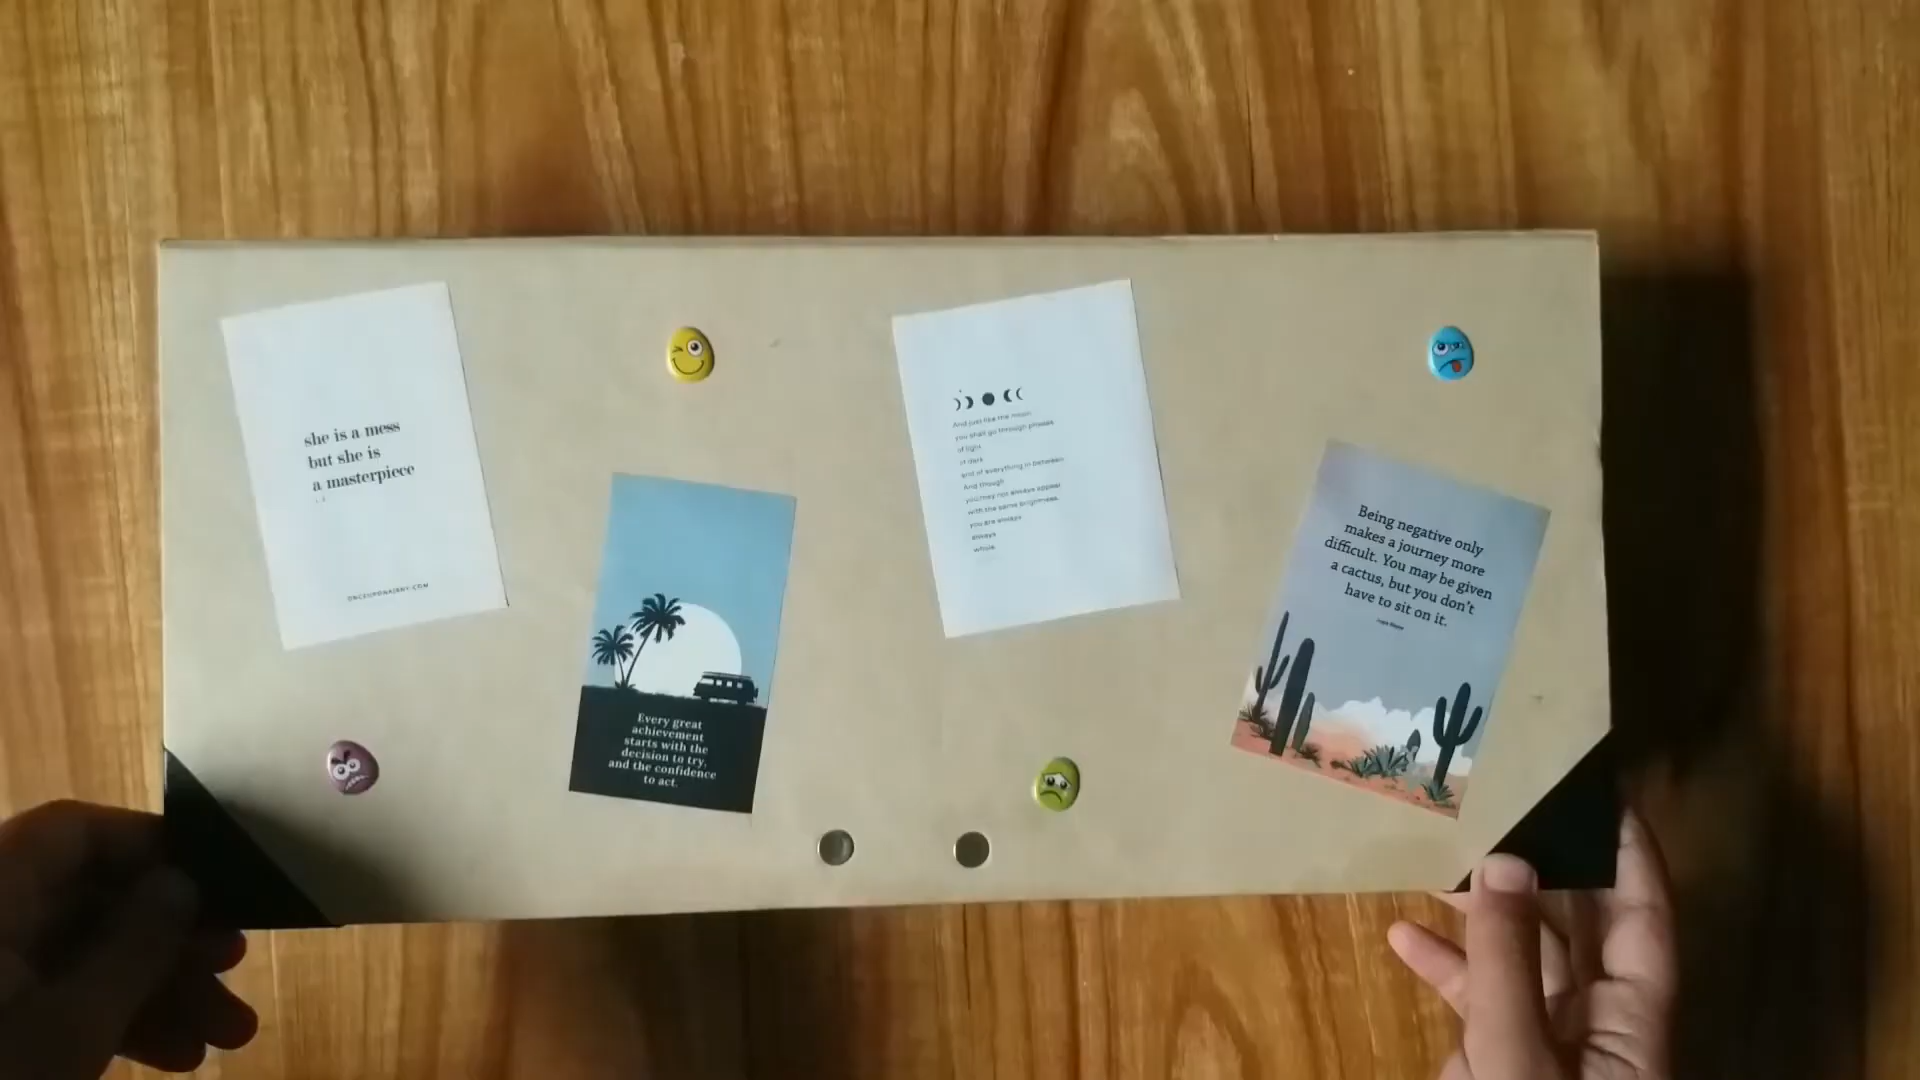 she is a mess
but she is
a masterpiece
ONCEUPONAJRNY.COM
Every great
achievement
starts with the
decision to try,
and the confidence
to act.
And just like the moon,
you shall go through phases
of light
of dark
and of everything in between.
And though
you may not always appear
with the same brightness,
you are always
always
whole.
Being negative only
makes a journey more
difficult. You may be given
a cactus, but you don't
have to sit on it.